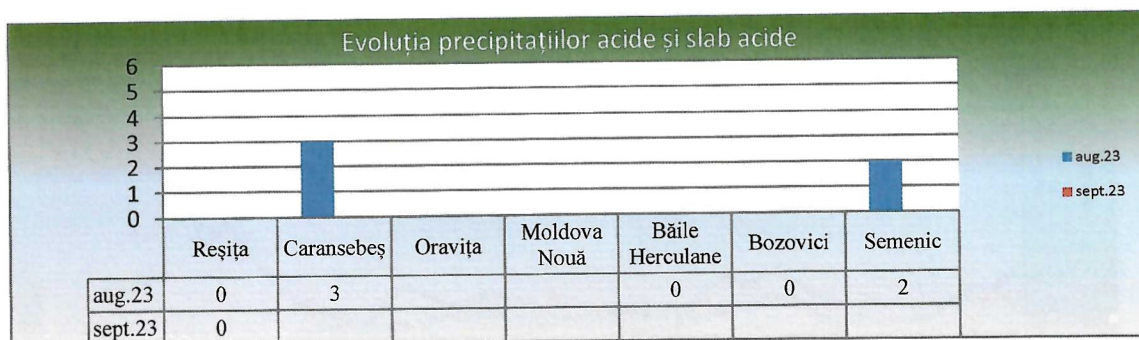 Evoluția precipitațiilor acide și slab acide
6
5
4
3
2
1
0
Reșița Caransebeș Oravița Moldova Nouă Băile Herculane Bozovici Semenic
aug.23 0 3 0 0 2
sept.23 0
aug.23
sept.23